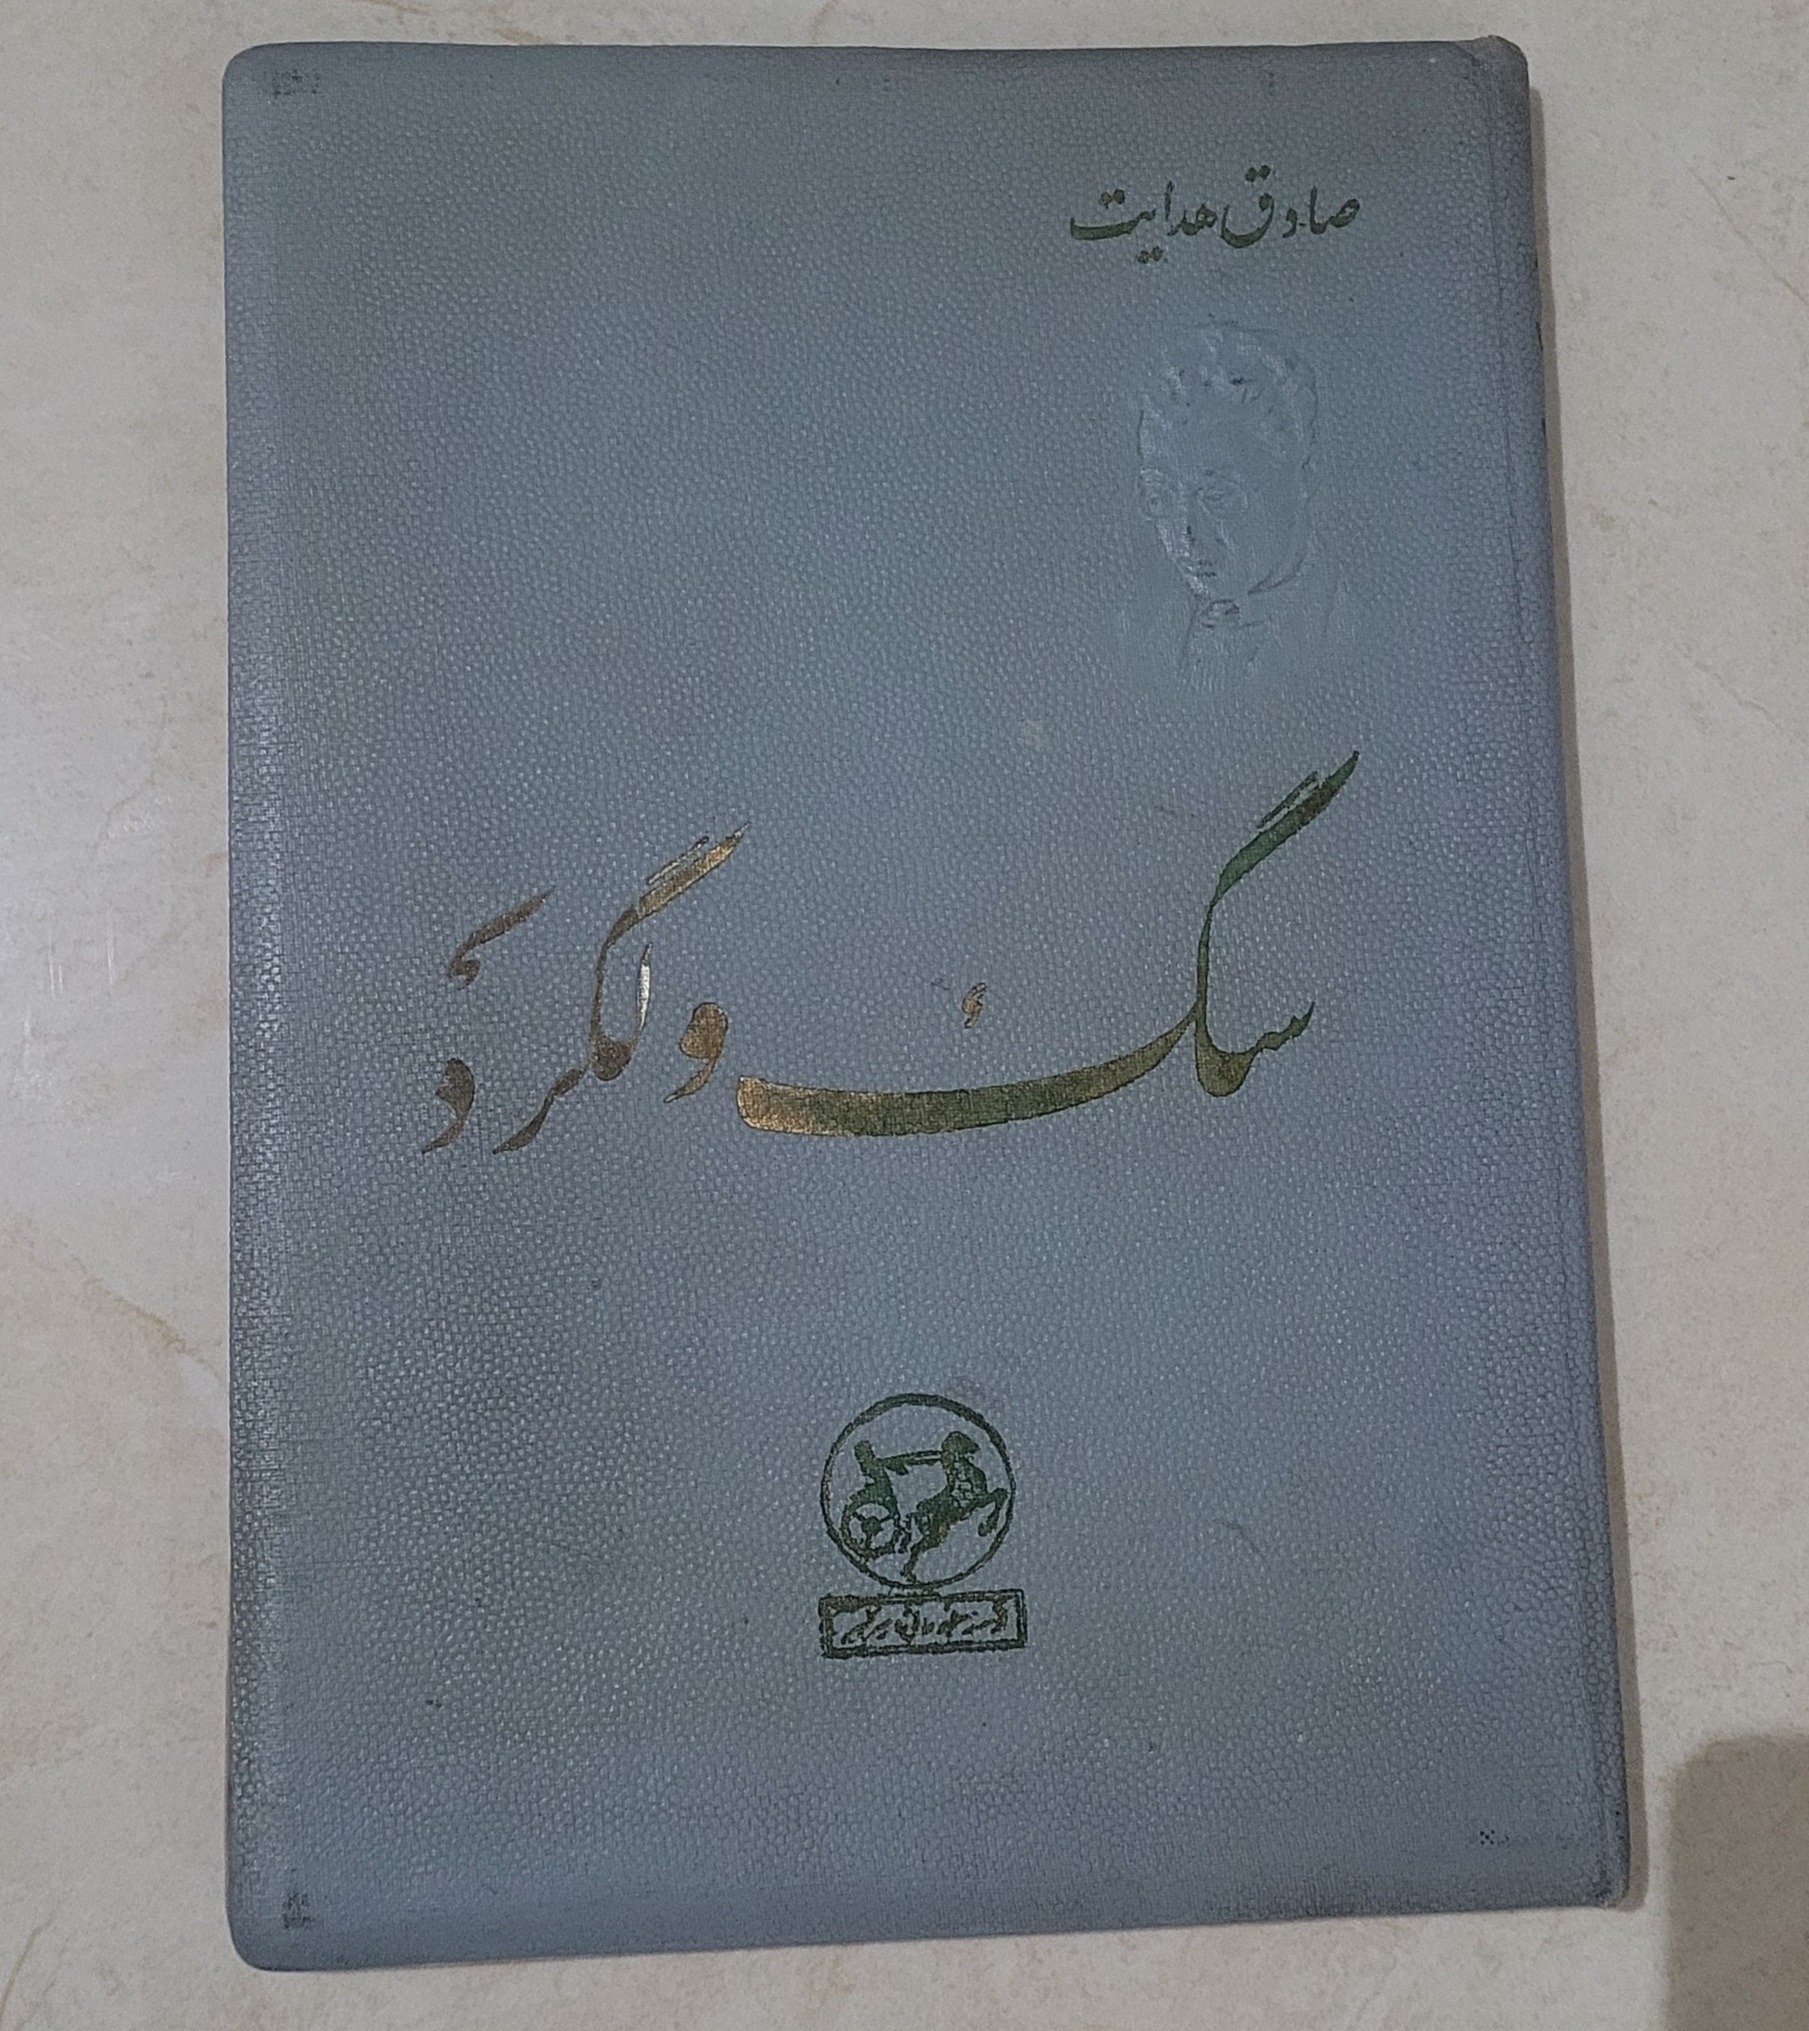 صادق هدایت
سگ ولگرد